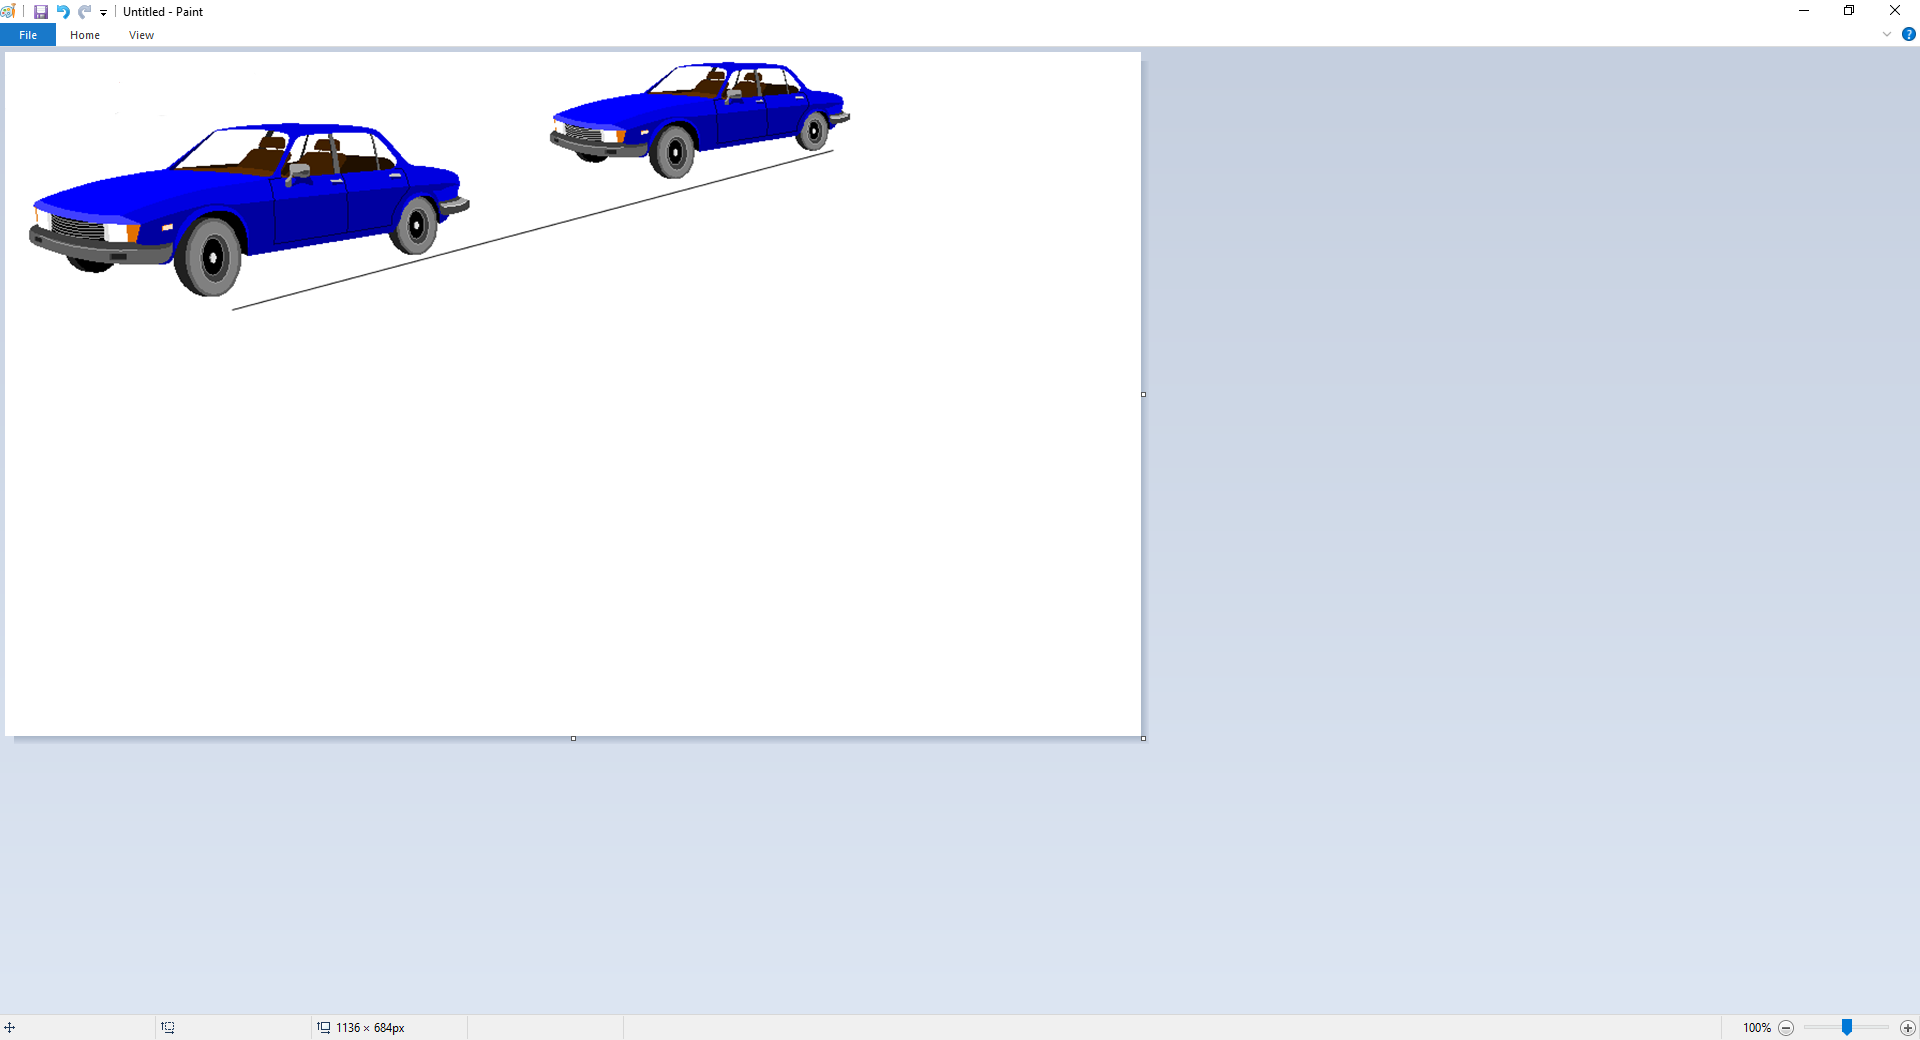 Untitled - Paint
File Home View
?
1136 × 684px
100%